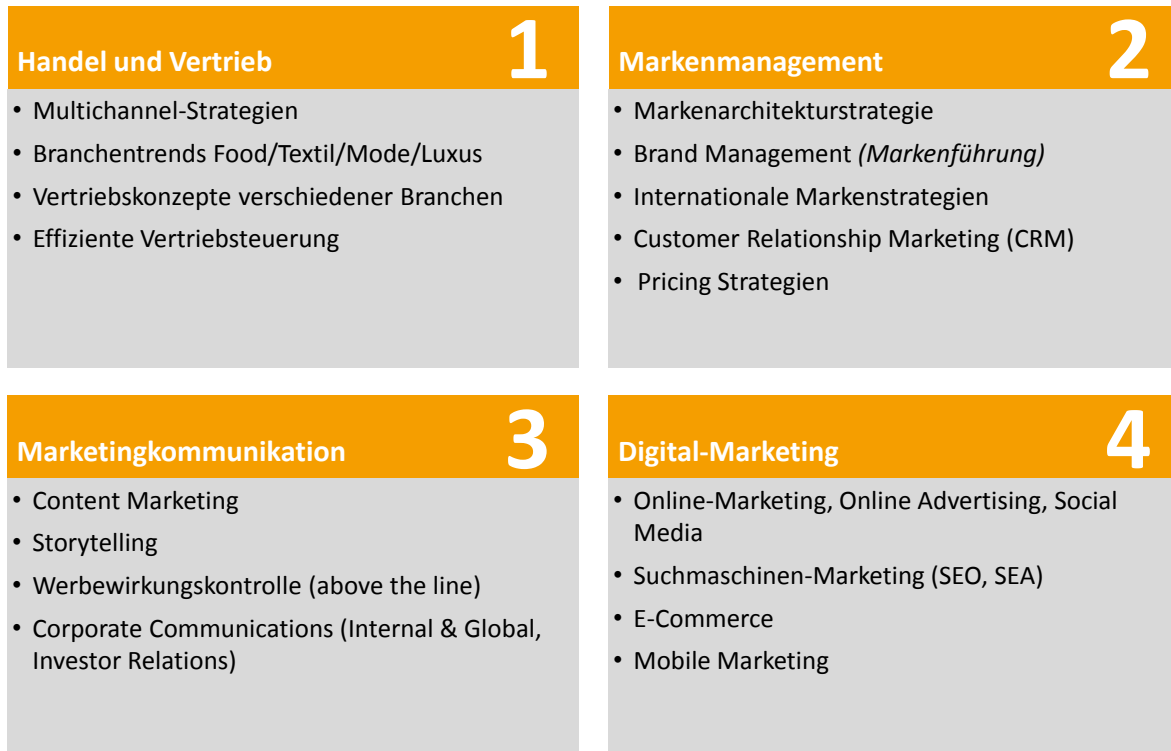 Handel und Vertrieb 1
• Multichannel-Strategien
• Branchentrends Food/Textil/Mode/Luxus
• Vertriebskonzepte verschiedener Branchen
• Effiziente Vertriebsteuerung
Markenmanagement 2
• Markenarchitekturstrategie
• Brand Management (Markenführung)
• Internationale Markenstrategien
• Customer Relationship Marketing (CRM)
• Pricing Strategien
Marketingkommunikation 3
• Content Marketing
• Storytelling
• Werbewirkungskontrolle (above the line)
• Corporate Communications (Internal & Global,
Investor Relations)
Digital-Marketing 4
• Online-Marketing, Online Advertising, Social
Media
• Suchmaschinen-Marketing (SEO, SEA)
• E-Commerce
• Mobile Marketing